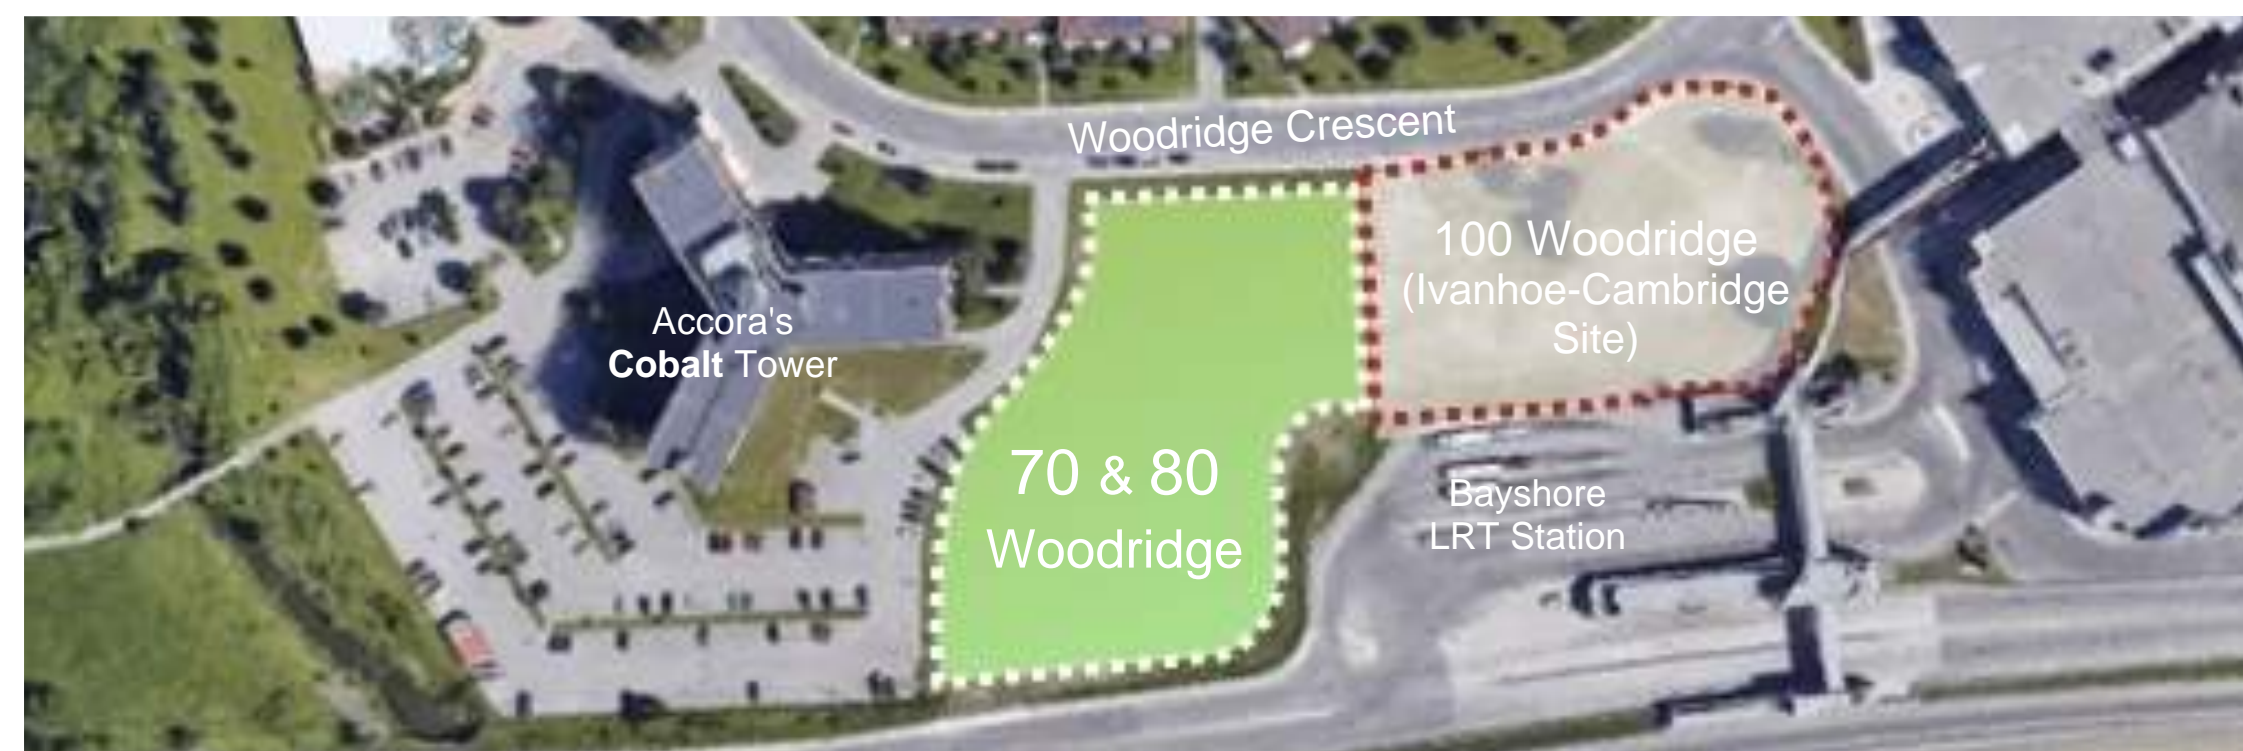 Woodridge Crescent
100 Woodridge
(Ivanhoe-Cambridge
Site)
Accora's
Cobalt Tower
70 & 80
Woodridge
Bayshore
LRT Station